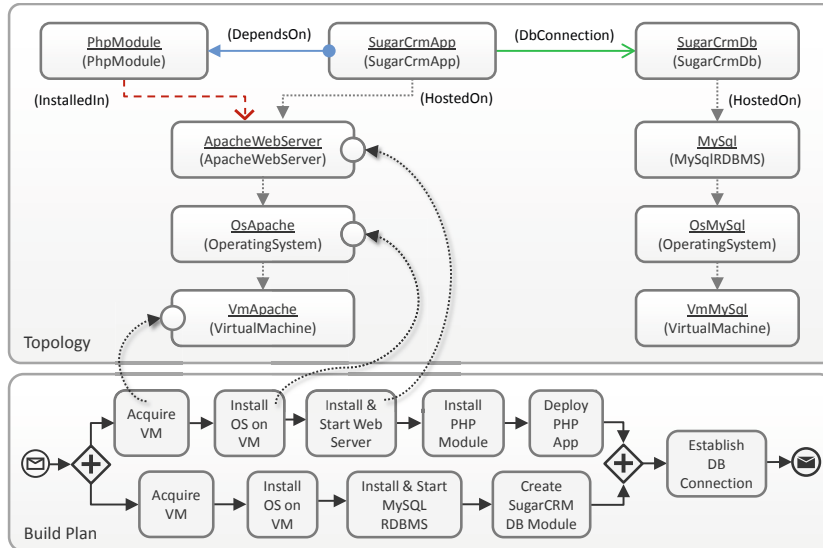 PhpModule
(PhpModule)
(DependsOn)
SugarCrmApp
(SugarCrmApp)
(DbConnection)
SugarCrmDb
(SugarCrmDb)
(InstalledIn)
(HostedOn)
(HostedOn)
ApacheWebServer
(ApacheWebServer)
MySql
(MySqlRDBMS)
OsApache
(OperatingSystem)
OsMySql
(OperatingSystem)
VmApache
(VirtualMachine)
VmMySql
(VirtualMachine)
Topology
Acquire
VM
Install
OS on
VM
Install &
Start Web
Server
Install
PHP
Module
Deploy
PHP
App
Establish
DB
Connection
Acquire
VM
Install
OS on
VM
Install & Start
MySQL
RDBMS
Create
SugarCRM
DB Module
Build Plan